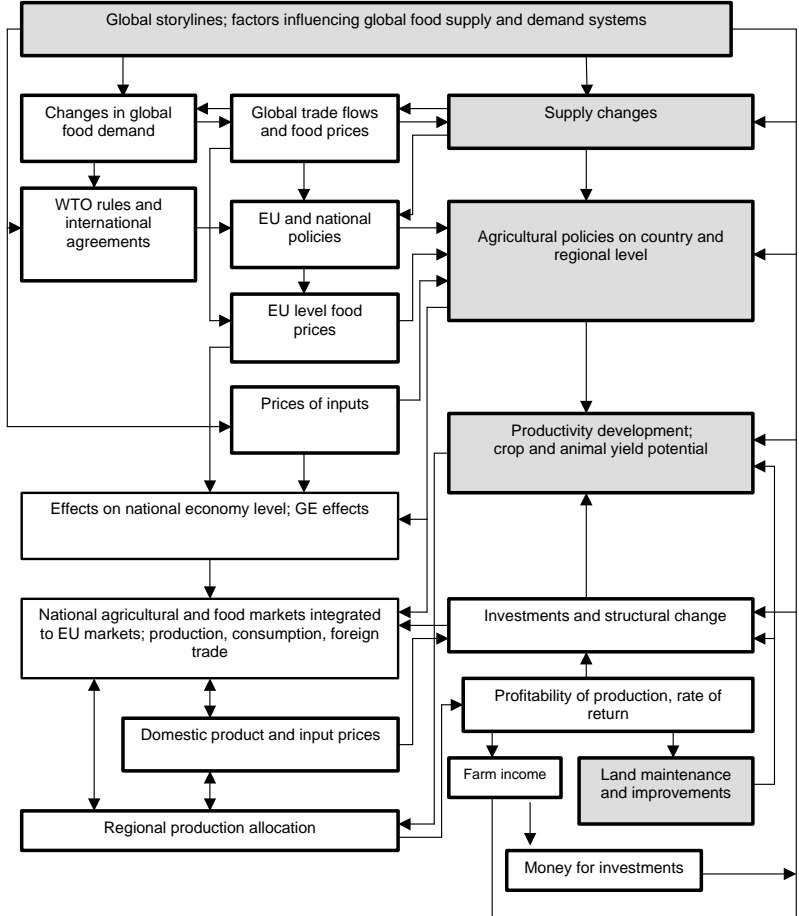 Global storylines; factors influencing global food supply and demand systems
Changes in global
food demand
Global trade flows
and food prices
Supply changes
WTO rules and
international
agreements
EU and national
policies
Agricultural policies on country and
regional level
EU level food
prices
Prices of inputs
Productivity development;
crop and animal yield potential
Effects on national economy level; GE effects
National agricultural and food markets integrated
to EU markets; production, consumption, foreign
trade
Investments and structural change
Profitability of production, rate of
return
Domestic product and input prices
Farm income
Land maintenance
and improvements
Regional production allocation
Money for investments